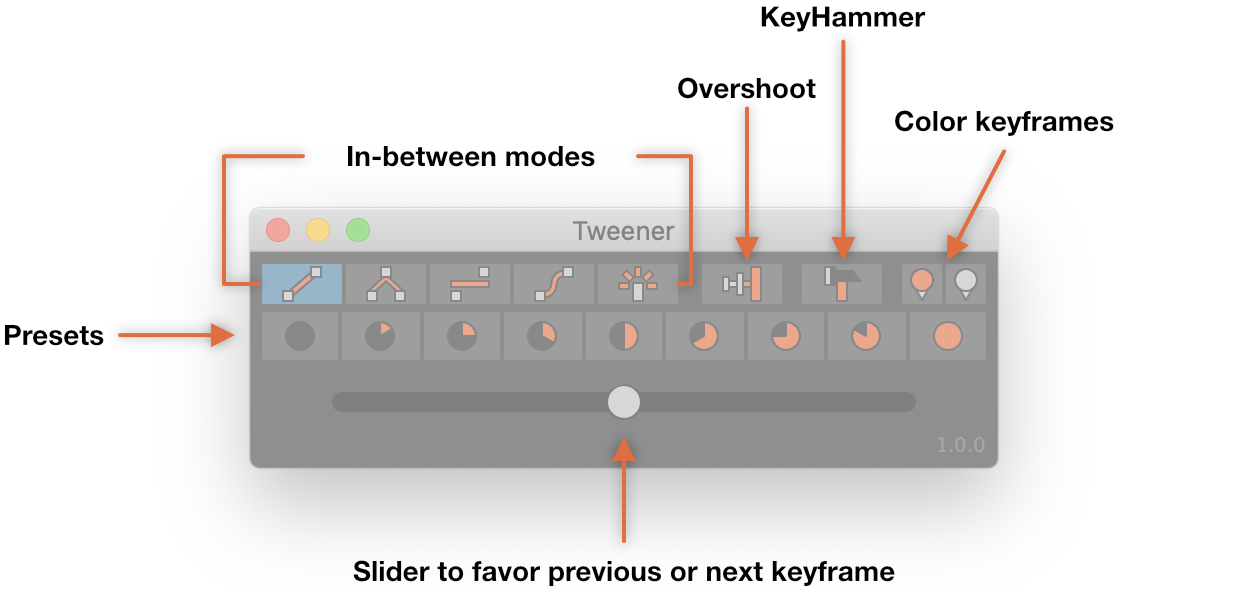 KeyHammer
Overshoot
Color keyframes
In-between modes
Tweener
Presets
1.0.0
Slider to favor previous or next keyframe